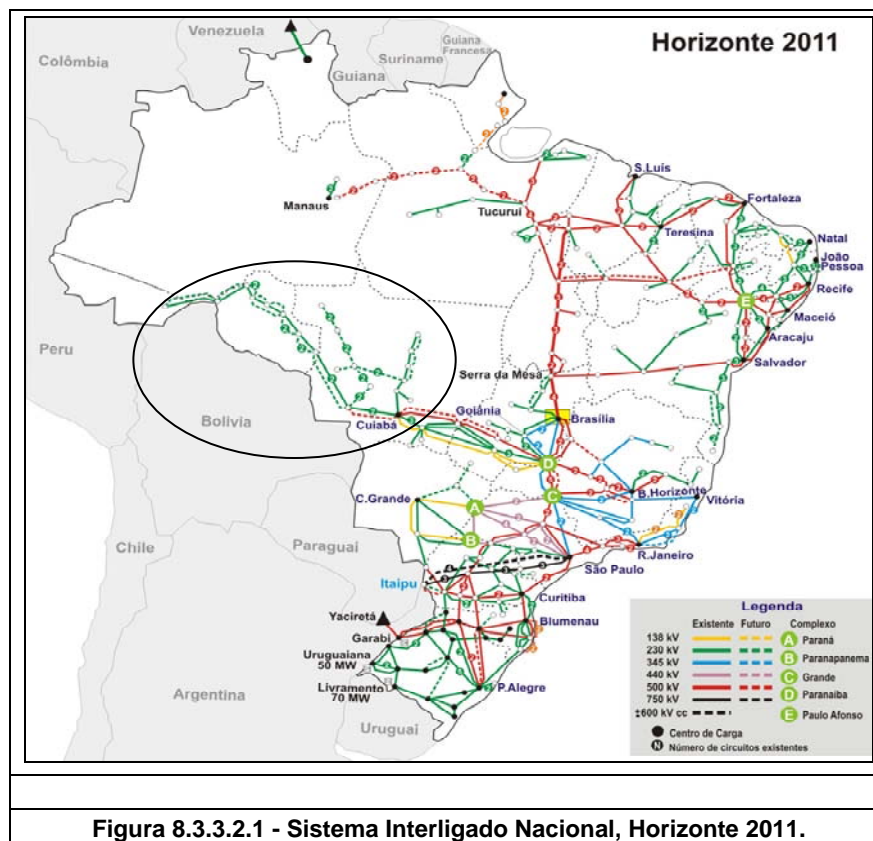 Horizonte 2011
Venezuela
Colômbia
Guiana
Suriname
Guiana
Francesa
Manaus
Tucuruí
S.Luís
Fortaleza
Teresina
Natal
João
Pessoa
Recife
Maceió
Aracaju
Salvador
Peru
Bolivia
Serra da Mesa
Cuiabá
Goiânia
Brasília
E
D
C
A
B
C.Grande
B.Horizonte
Vitória
Chile
Paraguai
R.Janeiro
São Paulo
Itaipu
Curitiba
Yaciretá
Blumenau
Garabi
Uruguaiana
50 MW
Livramento
70 MW
P.Alegre
Argentina
Uruguai
Legenda
Existente Futuro Complexo
138 kV A Paraná
230 kV
345 kV B Paranapanema
440 kV C Grande
500 kV
750 kV D Paranaiba
±600 kV cc E Paulo Afonso
Centro de Carga
N Número de circuitos existentes
Figura 8.3.3.2.1 - Sistema Interligado Nacional, Horizonte 2011.